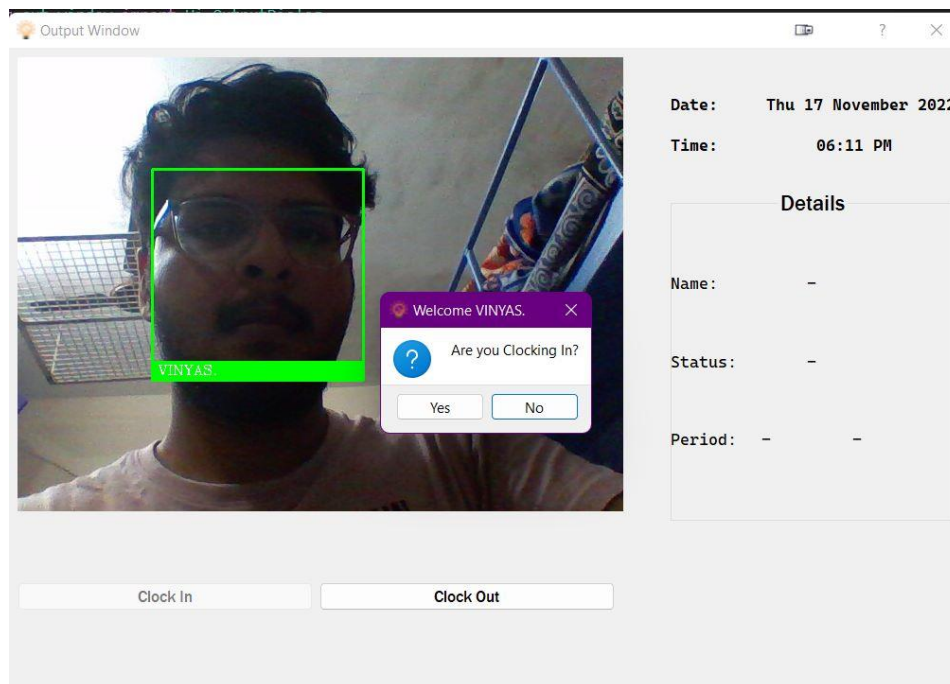 Output Window
?
Date: Thu 17 November 2022
Time: 06:11 PM
Details
Name: -
VINYAS.
Welcome VINYAS.
Are you Clocking In?
Yes No
Status: -
Period: - -
Clock In Clock Out